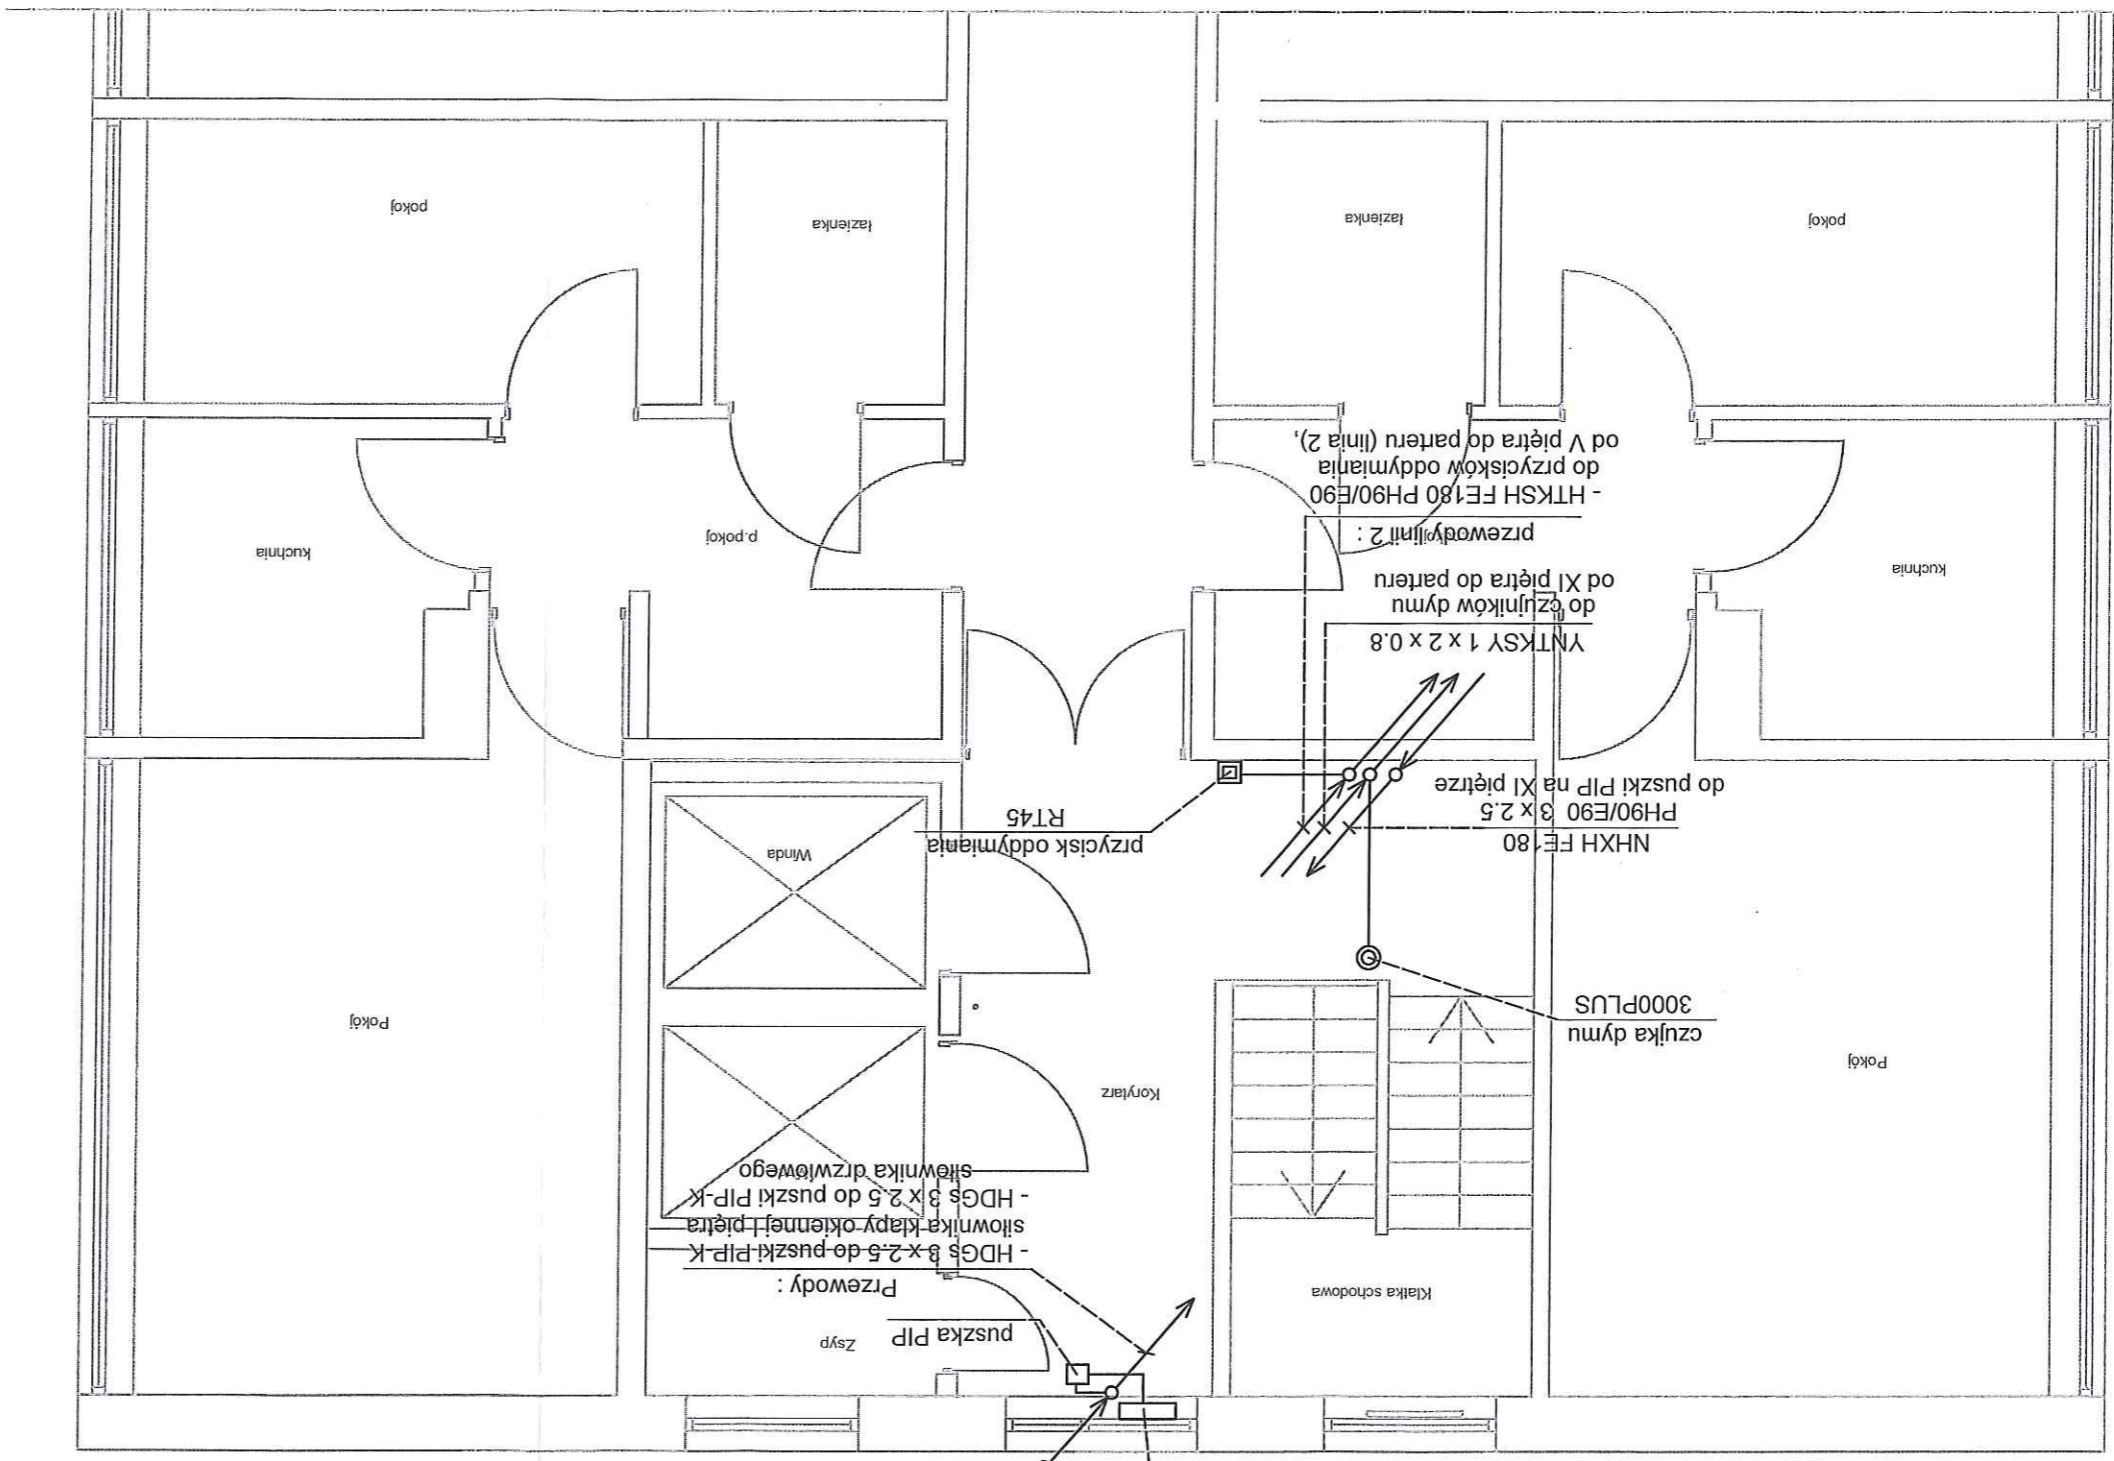 puszka PIP
Zsyp
Przewody :
- HDGs 3 x 2.5 do puszki PIP-K
siłownika klapy okiennej I piętra
- HDGs 3 x 2.5 do puszki PIP-K
siłownika drzwiowego
Klatka schodowa
Korytarz
Pokój
czujka dymu
3000PLUS
Pokój
Winda
przycisk oddymiania
RT45
NHXH FE180
PH90/E90 3 x 2.5
do puszki PIP na XI piętrze
YNTKSY 1 x 2 x 0.8
do czujników dymu
od XI piętra do parteru
przewody linii 2 :
- HTKSH FE180 PH90/E90
do przycisków oddymiania
od V piętra do parteru (linia 2),
kuchnia
p.pokoj
kuchnia
pokoj
łazienka
łazienka
pokoj